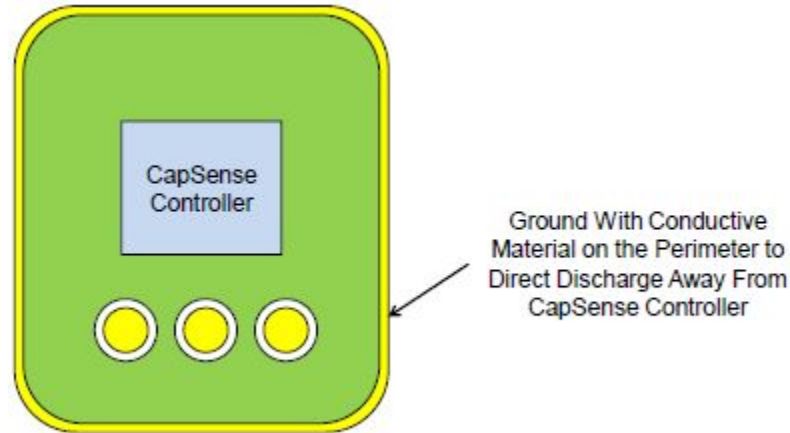 CapSense
Controller
Ground With Conductive
Material on the Perimeter to
Direct Discharge Away From
CapSense Controller